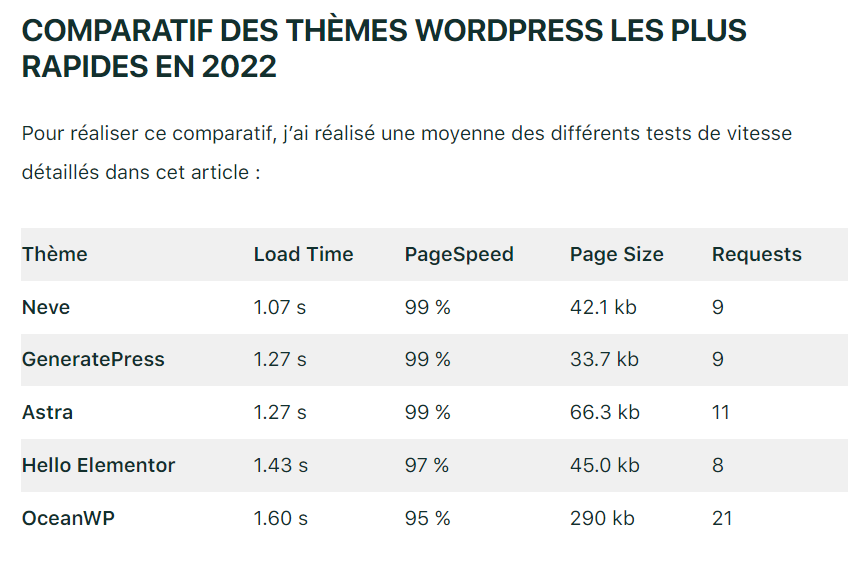 COMPARATIF DES THÈMES WORDPRESS LES PLUS
RAPIDES EN 2022
Pour réaliser ce comparatif, j’ai réalisé une moyenne des différents tests de vitesse
détaillés dans cet article :
Thème Load Time PageSpeed Page Size Requests
Neve 1.07 s 99 % 42.1 kb 9
GeneratePress 1.27 s 99 % 33.7 kb 9
Astra 1.27 s 99 % 66.3 kb 11
Hello Elementor 1.43 s 97 % 45.0 kb 8
OceanWP 1.60 s 95 % 290 kb 21